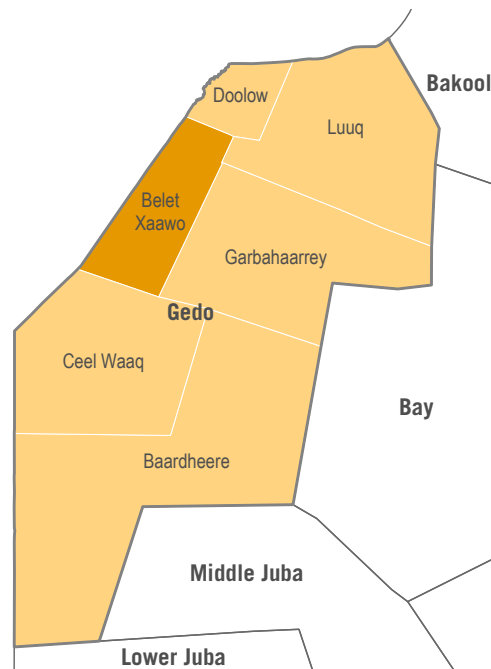 Doolow
Bakool
Luuq
Belet
Xaawo
Garbahaarrey
Gedo
Ceel Waaq
Bay
Baardheere
Middle Juba
Lower Juba